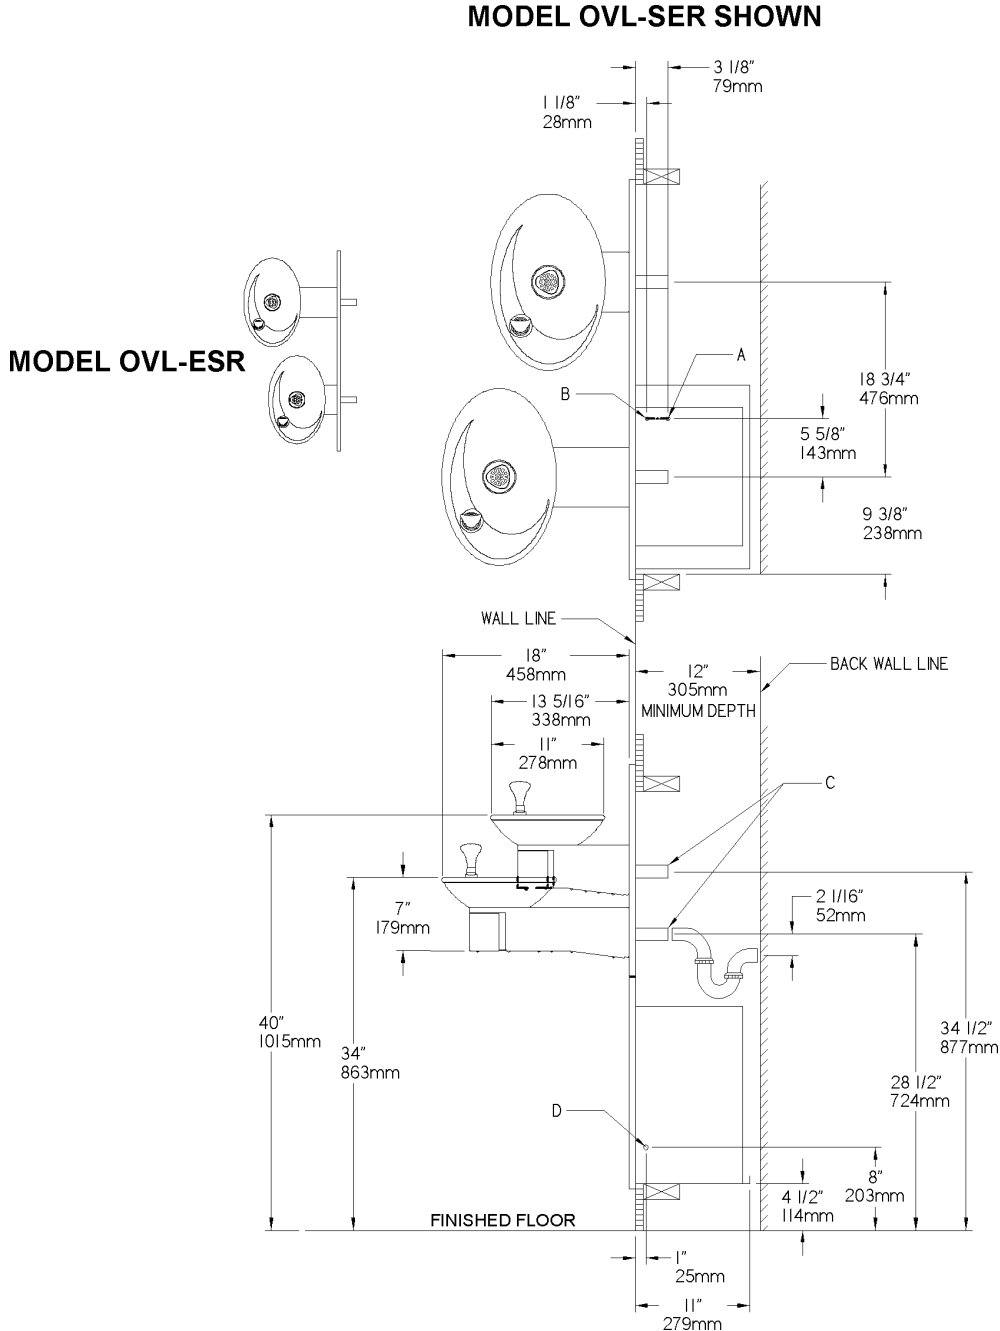 MODEL OVL-SER SHOWN
3 1/8"
79mm
1 1/8"
28mm
MODEL OVL-ESR
A
B
18 3/4"
476mm
5 5/8"
143mm
9 3/8"
238mm
WALL LINE
BACK WALL LINE
18"
458mm
12"
305mm
MINIMUM DEPTH
13 5/16"
338mm
11"
278mm
C
2 1/16"
52mm
7"
179mm
40"
1015mm
34"
863mm
34 1/2"
877mm
28 1/2"
724mm
D
8"
203mm
4 1/2"
114mm
FINISHED FLOOR
1"
25mm
11"
279mm